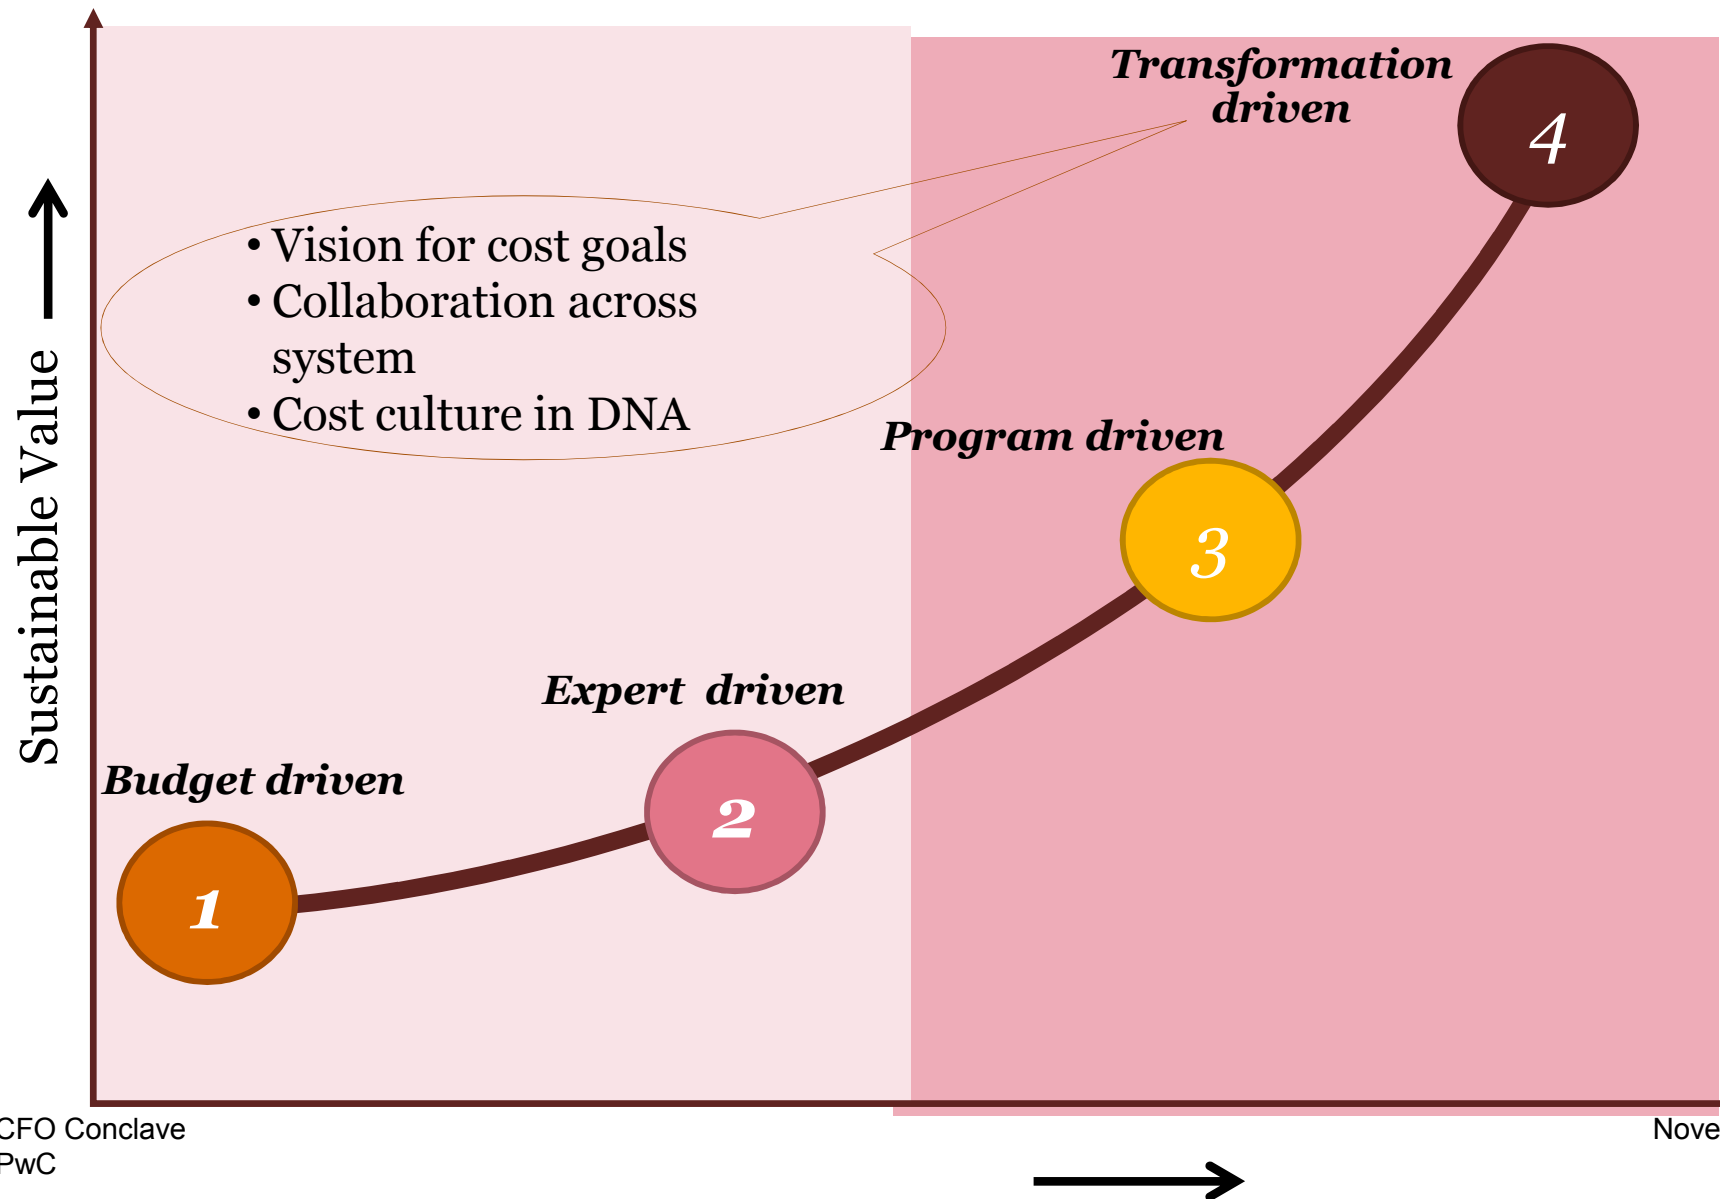 Transformation
driven
4
• Vision for cost goals
• Collaboration across
system
• Cost culture in DNA
Program driven
3
Sustainable Value
Expert driven
2
Budget driven
1
CFO Conclave
PwC
Nove